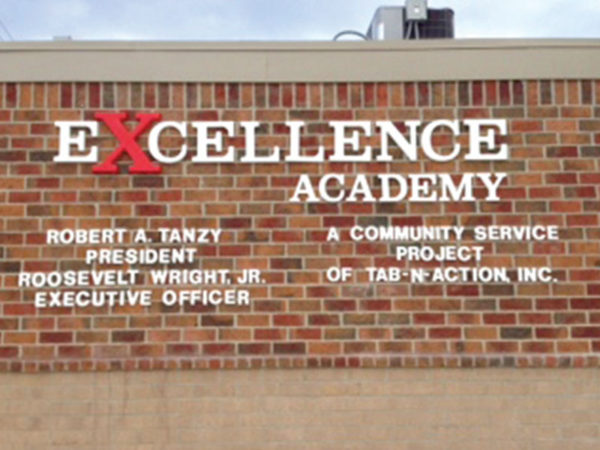 EXCELLENCE
ACADEMY
ROBERT A. TANZY
PRESIDENT
ROOSEVELT WRIGHT, JR.
EXECUTIVE OFFICER
A COMMUNITY SERVICE
PROJECT
OF TAB-N-ACTION, INC.